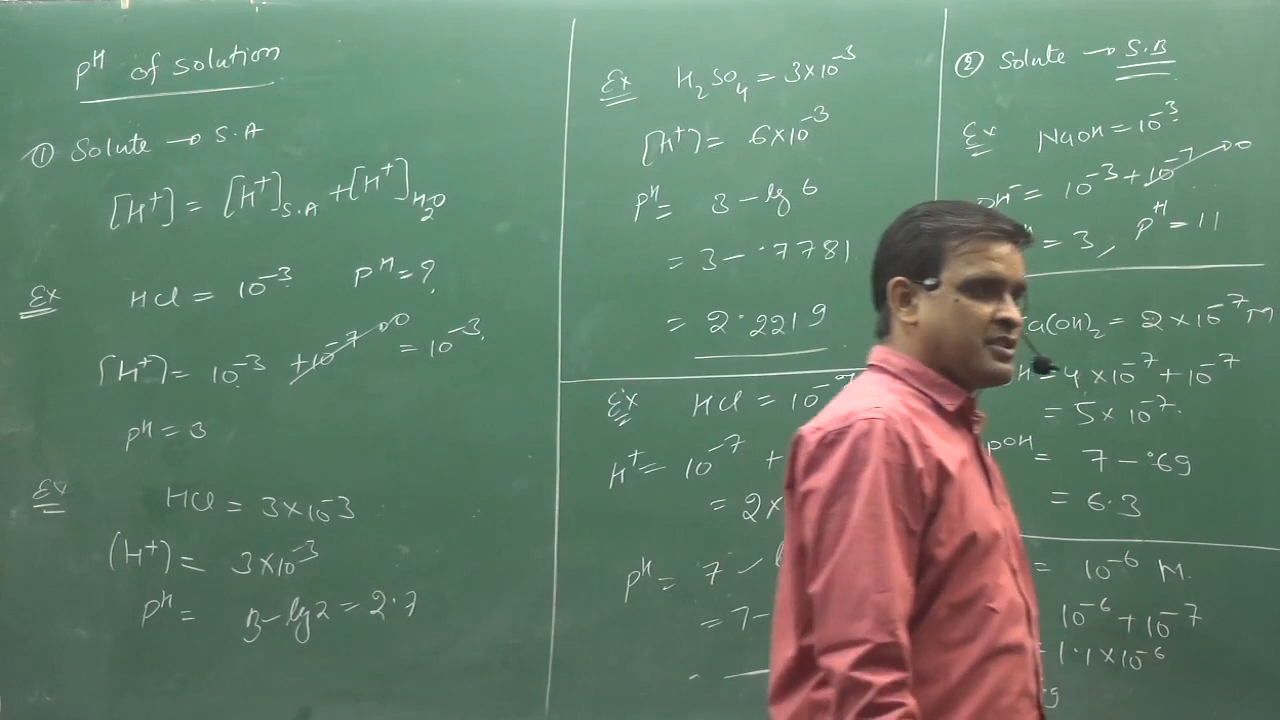 pᴴ of solution
① Solute → S.A
[H⁺] = [H⁺]S.A + [H⁺]H₂O
Ex HCl = 10⁻³ pᴴ = ?
[H⁺] = 10⁻³ +10⁻⁷→0 = 10⁻³
pᴴ = 3
Ex HCl = 3×10⁻³
(H⁺) = 3×10⁻³
pᴴ = 3 - lg2 = 2.7
Ex H₂SO₄ = 3×10⁻³
[H⁺] = 6×10⁻³
pᴴ = 3 - lg 6
= 3 - .7781
= 2.2219
Ex HCl = 10
H⁺ = 10⁻⁷ +
= 2×
pᴴ = 7 -
= 7-
② Solute → S.B
Ex NaOH = 10⁻³
OH⁻ = 10⁻³ + 10⁻⁷→0
= 3, pᴴ = 11
a(OH)₂ = 2×10⁻⁷ M
= 4×10⁻⁷ + 10⁻⁷
= 5×10⁻⁷
pOH = 7 - .69
= 6.3
= 10⁻⁶ M.
10⁻⁶ + 10⁻⁷
= 1.1×10⁻⁶